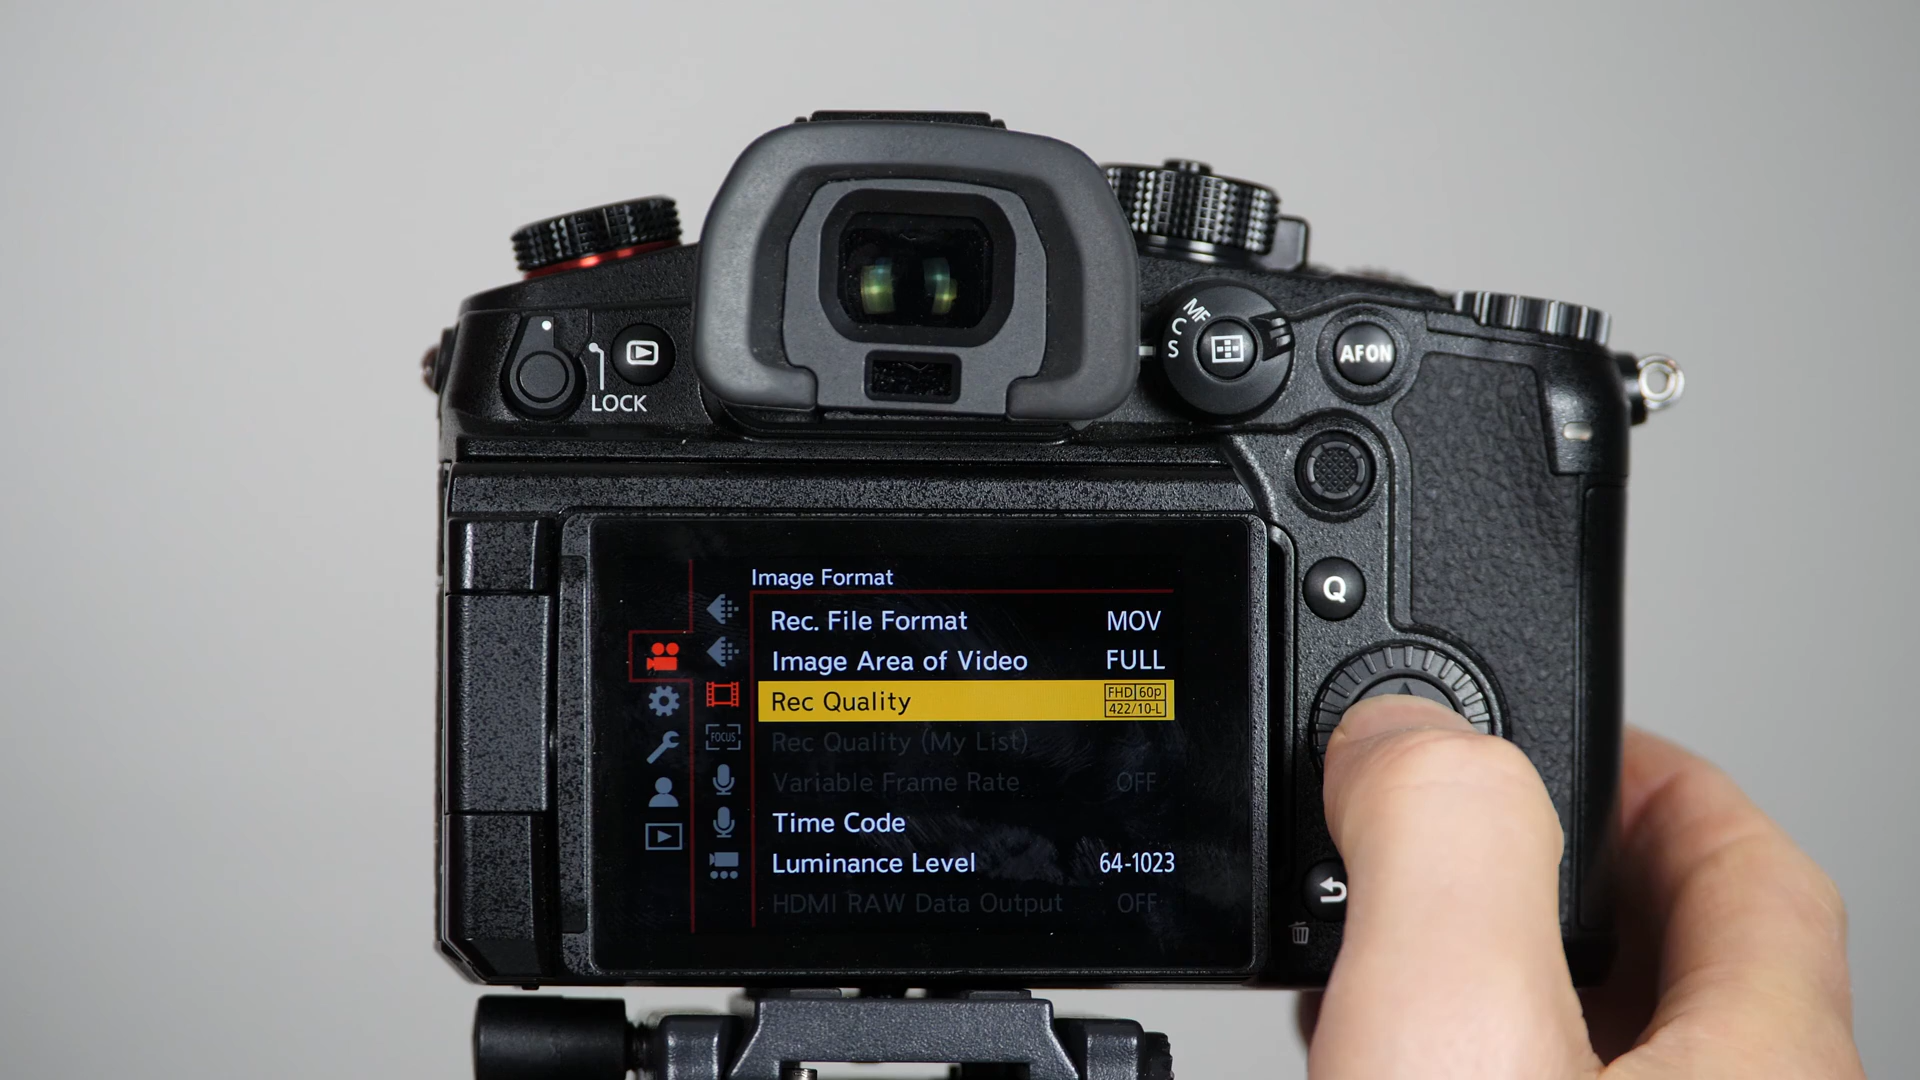 MF
C
S
AF ON
LOCK
Image Format
Rec. File Format MOV
Image Area of Video FULL
Rec Quality FHD 60p 422/10-L
Rec Quality (My List)
Variable Frame Rate OFF
Time Code
Luminance Level 64-1023
HDMI RAW Data Output OFF
FOCUS
Q